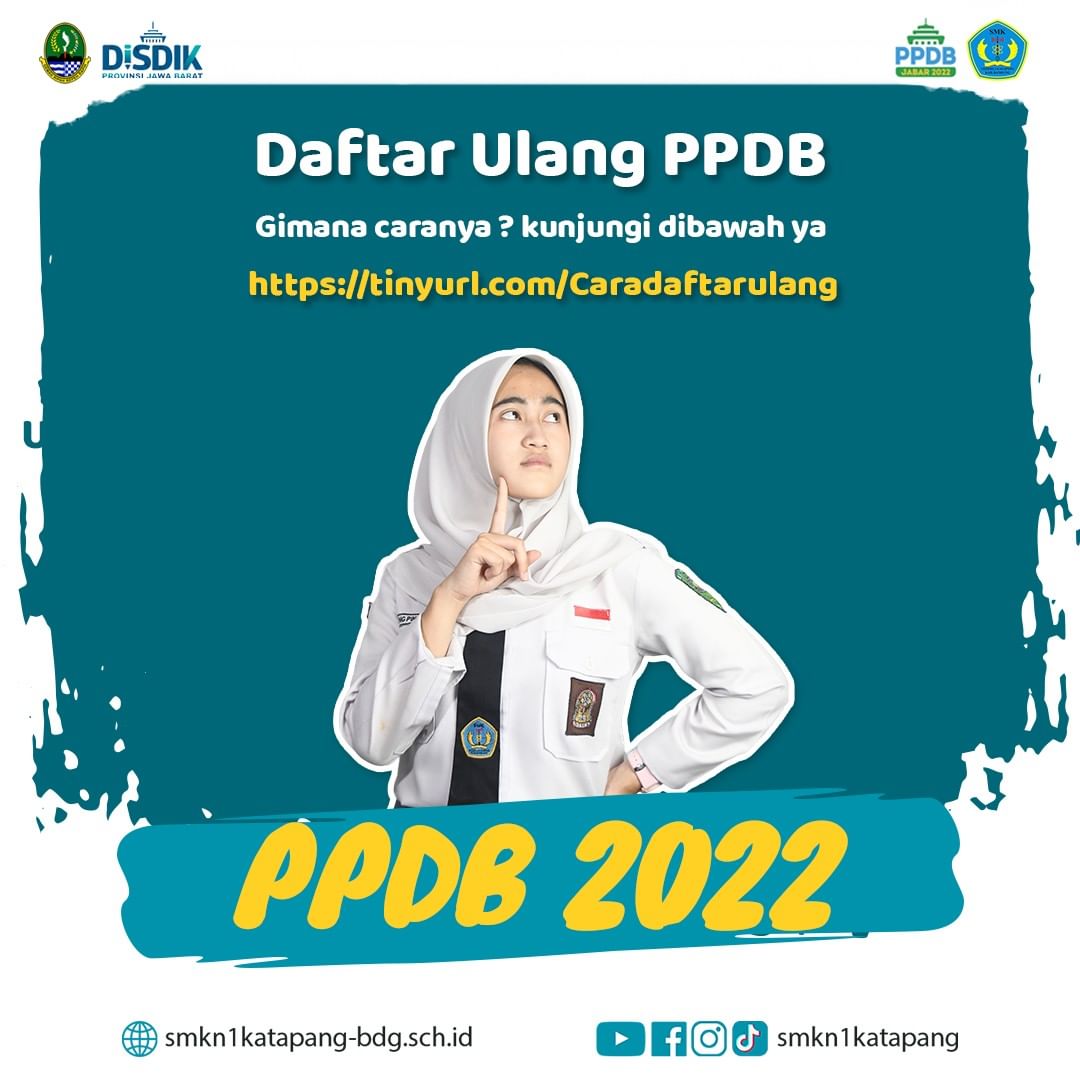 DiSDIK
PROVINSI JAWA BARAT
PPDB
JABAR 2022
SMK
Daftar Ulang PPDB
Gimana caranya ? kunjungi dibawah ya
https://tinyurl.com/Caradaftarulang
PPDB 2022
smkn1katapang-bdg.sch.id
smkn1katapang